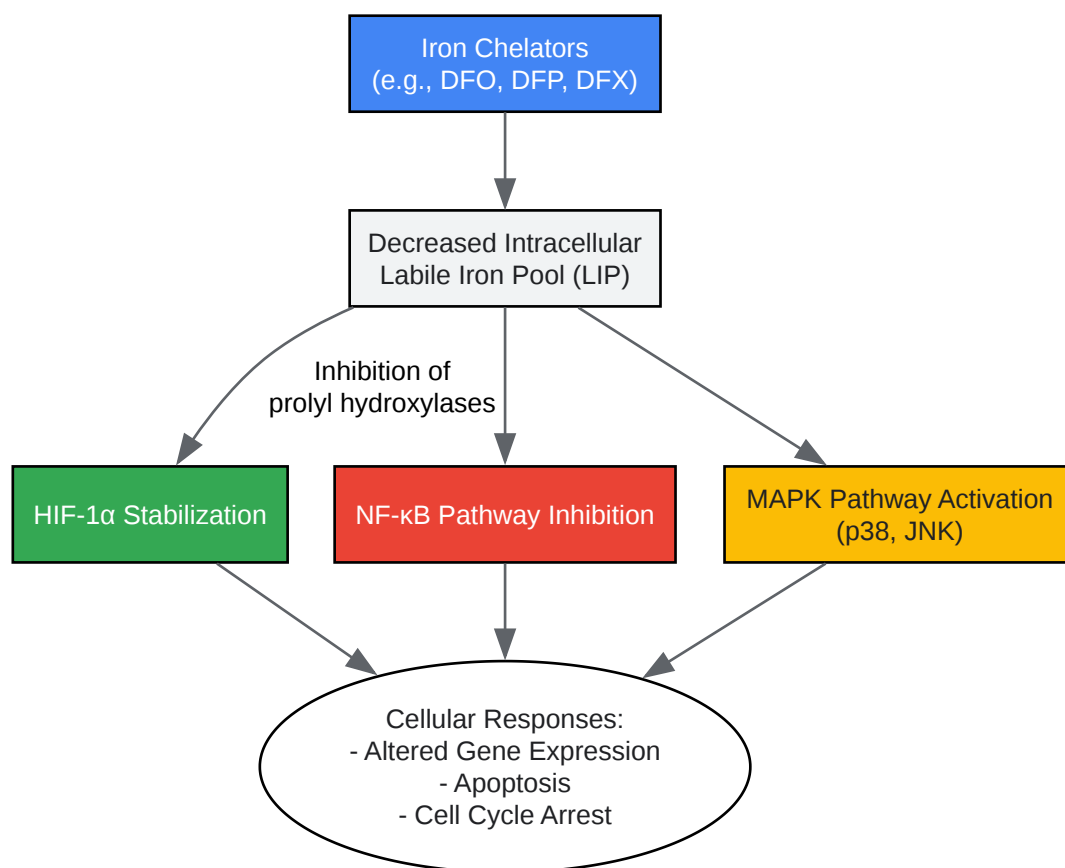 Iron Chelators
(e.g., DFO, DFP, DFX)
Decreased Intracellular
Labile Iron Pool (LIP)
Inhibition of
prolyl hydroxylases
HIF-1α Stabilization
NF-κB Pathway Inhibition
MAPK Pathway Activation
(p38, JNK)
Cellular Responses:
- Altered Gene Expression
- Apoptosis
- Cell Cycle Arrest